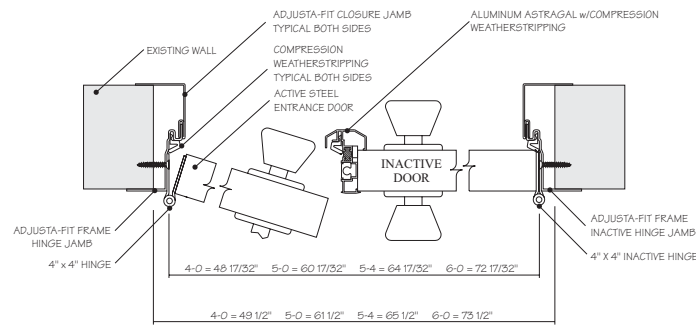 ADJUSTA-FIT CLOSURE JAMB
TYPICAL BOTH SIDES
ALUMINUM ASTRAGAL w/COMPRESSION
WEATHERSTRIPPING
EXISTING WALL
COMPRESSION
WEATHERSTRIPPING
TYPICAL BOTH SIDES
ACTIVE STEEL
ENTRANCE DOOR
INACTIVE
DOOR
ADJUSTA-FIT FRAME
HINGE JAMB
4" x 4" HINGE
ADJUSTA-FIT FRAME
INACTIVE HINGE JAMB
4" X 4" INACTIVE HINGE
4-0 = 48 17/32" 5-0 = 60 17/32" 5-4 = 64 17/32" 6-0 = 72 17/32"
4-0 = 49 1/2" 5-0 = 61 1/2" 5-4 = 65 1/2" 6-0 = 73 1/2"